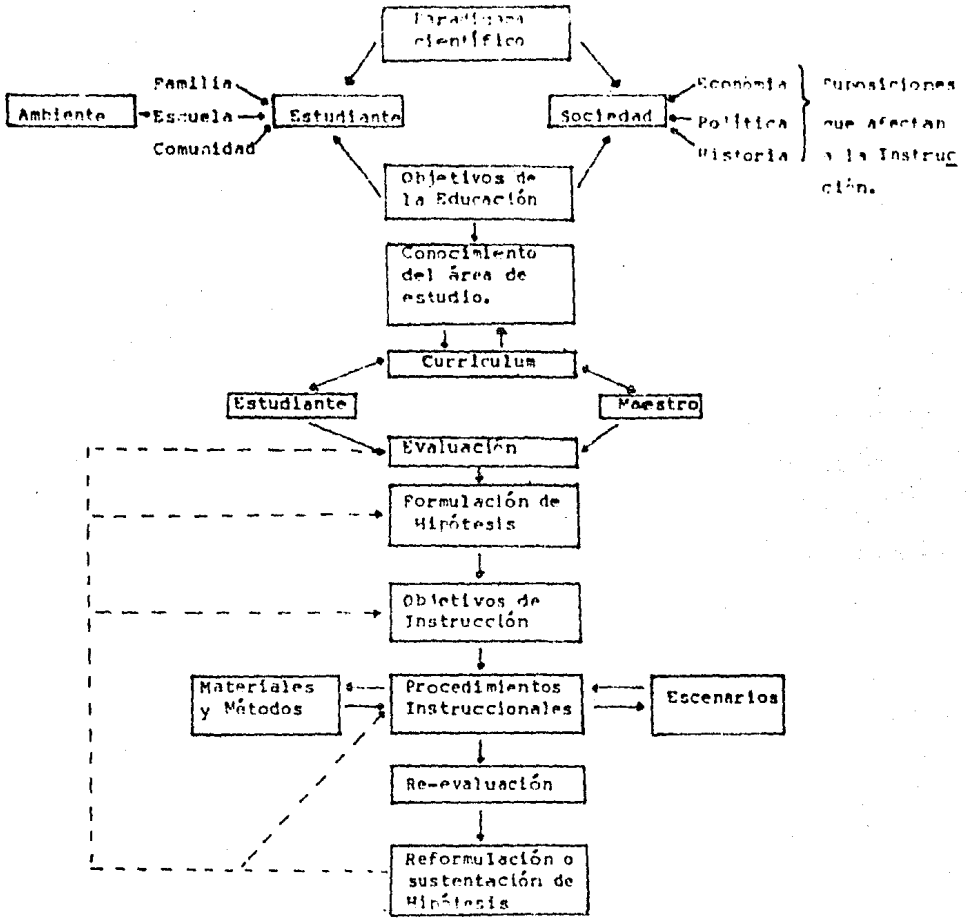 Paradigma
científico
Familia
Ambiente
Escuela
Estudiante
Comunidad
Sociedad
Economía
Política
Historia
Suposiciones
que afectan
a la Instruc
ción.
Objetivos de
la Educación
Conocimiento
del área de
estudio.
Curriculum
Estudiante
Maestro
Evaluación
Formulación de
Hipótesis
Objetivos de
Instrucción
Materiales
y Métodos
Procedimientos
Instruccionales
Escenarios
Re-evaluación
Reformulación o
sustentación de
Hipótesis